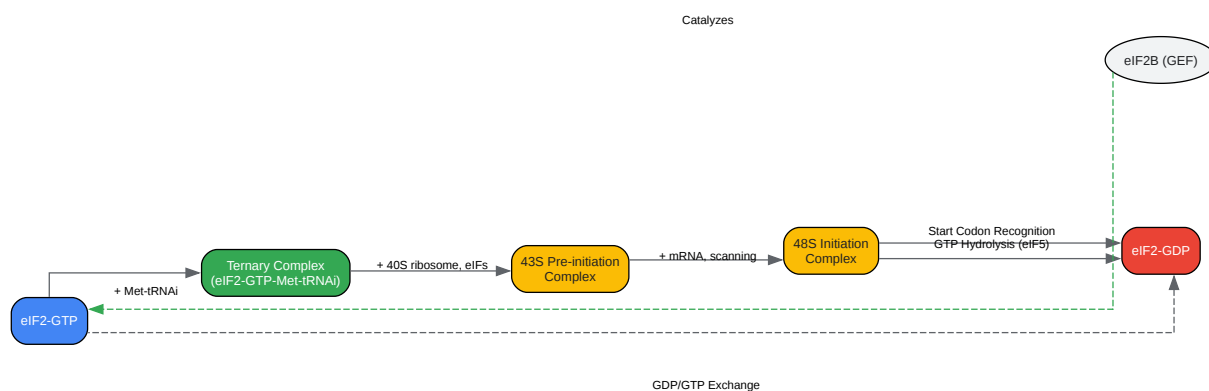 Catalyzes
eIF2B (GEF)
Start Codon Recognition
GTP Hydrolysis (eIF5)
48S Initiation
Complex
eIF2-GDP
+ mRNA, scanning
43S Pre-initiation
Complex
+ 40S ribosome, eIFs
Ternary Complex
(eIF2-GTP-Met-tRNAi)
+ Met-tRNAi
eIF2-GTP
GDP/GTP Exchange